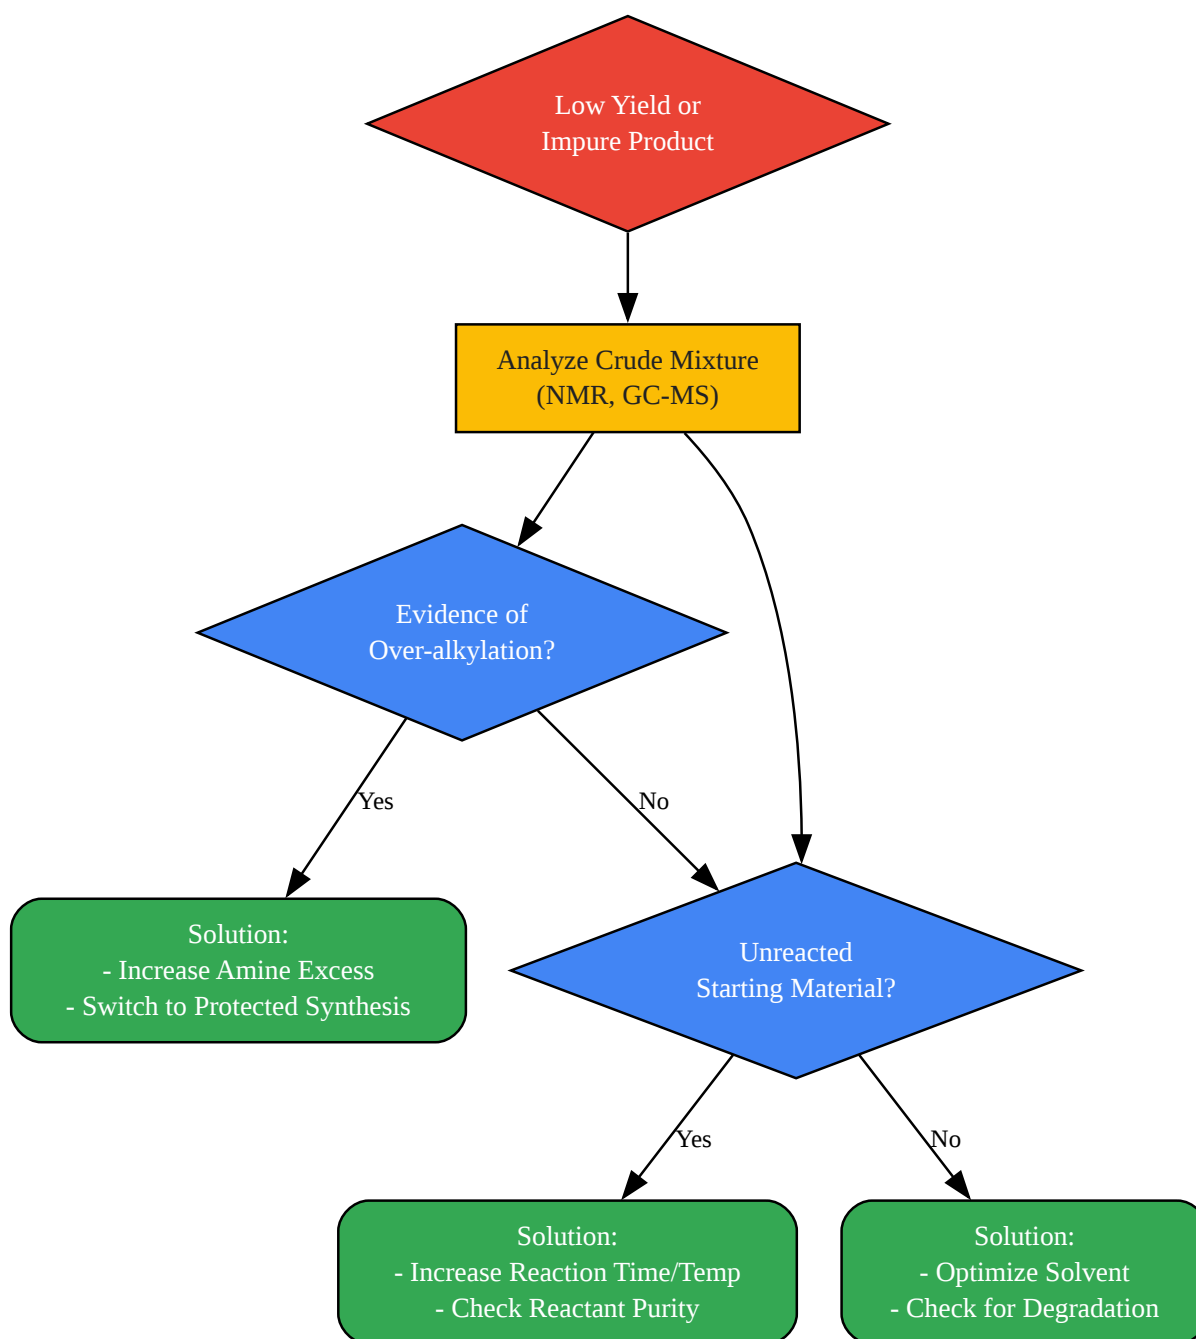 Low Yield or
Impure Product
Analyze Crude Mixture
(NMR, GC-MS)
Evidence of
Over-alkylation?
Yes
No
Solution:
- Increase Amine Excess
- Switch to Protected Synthesis
Unreacted
Starting Material?
Yes
No
Solution:
- Increase Reaction Time/Temp
- Check Reactant Purity
Solution:
- Optimize Solvent
- Check for Degradation